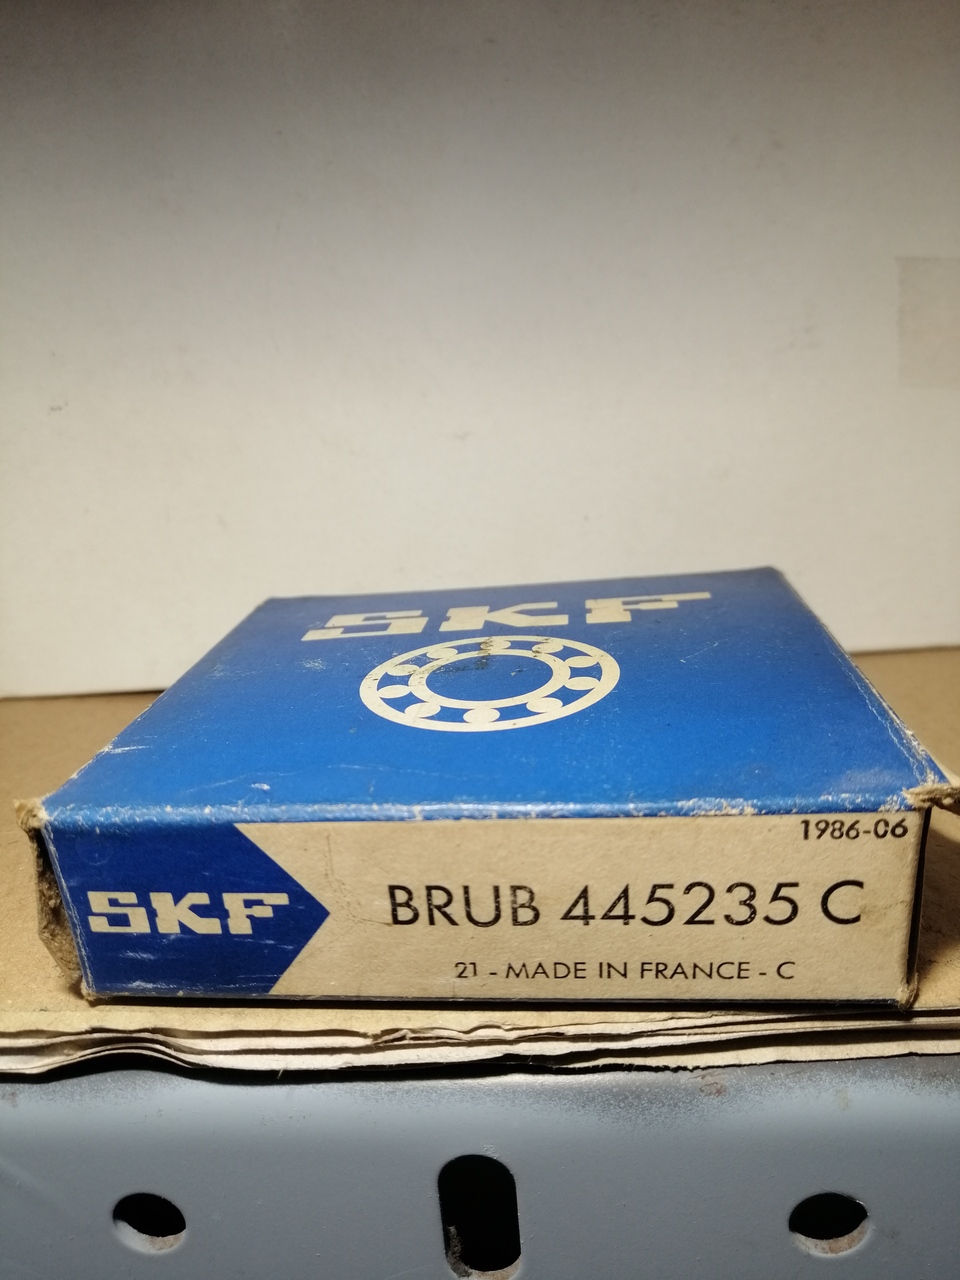 SKF
1986-06
SKF
BRUB 445235 C
21 - MADE IN FRANCE - C